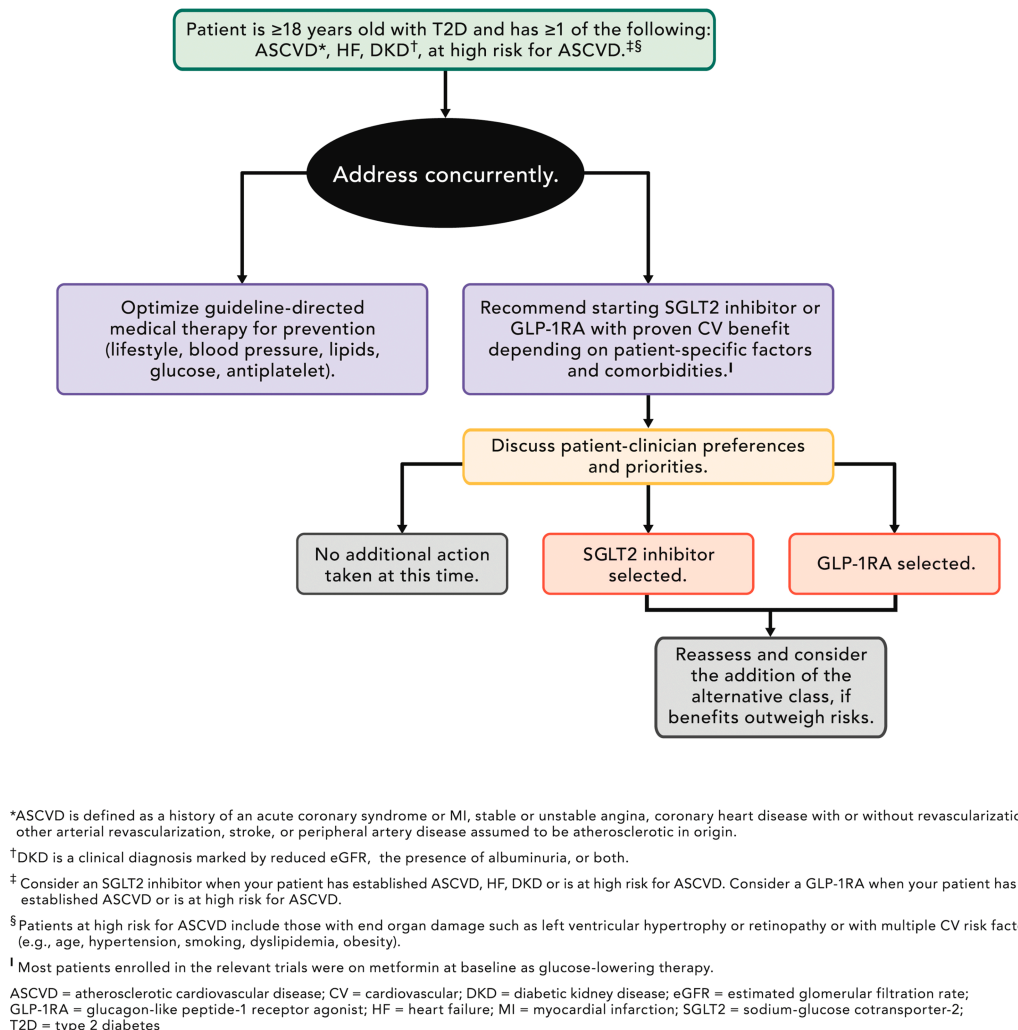 Patient is ≥18 years old with T2D and has ≥1 of the following:
ASCVD*, HF, DKD†, at high risk for ASCVD.‡§
Address concurrently.
Optimize guideline-directed
medical therapy for prevention
(lifestyle, blood pressure, lipids,
glucose, antiplatelet).
Recommend starting SGLT2 inhibitor or
GLP-1RA with proven CV benefit
depending on patient-specific factors
and comorbidities.I
Discuss patient-clinician preferences
and priorities.
No additional action
taken at this time.
SGLT2 inhibitor
selected.
GLP-1RA selected.
Reassess and consider
the addition of the
alternative class, if
benefits outweigh risks.
*ASCVD is defined as a history of an acute coronary syndrome or MI, stable or unstable angina, coronary heart disease with or without revascularizatio
other arterial revascularization, stroke, or peripheral artery disease assumed to be atherosclerotic in origin.
†DKD is a clinical diagnosis marked by reduced eGFR, the presence of albuminuria, or both.
‡ Consider an SGLT2 inhibitor when your patient has established ASCVD, HF, DKD or is at high risk for ASCVD. Consider a GLP-1RA when your patient has
established ASCVD or is at high risk for ASCVD.
§ Patients at high risk for ASCVD include those with end organ damage such as left ventricular hypertrophy or retinopathy or with multiple CV risk fact
(e.g., age, hypertension, smoking, dyslipidemia, obesity).
I Most patients enrolled in the relevant trials were on metformin at baseline as glucose-lowering therapy.
ASCVD = atherosclerotic cardiovascular disease; CV = cardiovascular; DKD = diabetic kidney disease; eGFR = estimated glomerular filtration rate;
GLP-1RA = glucagon-like peptide-1 receptor agonist; HF = heart failure; MI = myocardial infarction; SGLT2 = sodium-glucose cotransporter-2;
T2D = type 2 diabetes